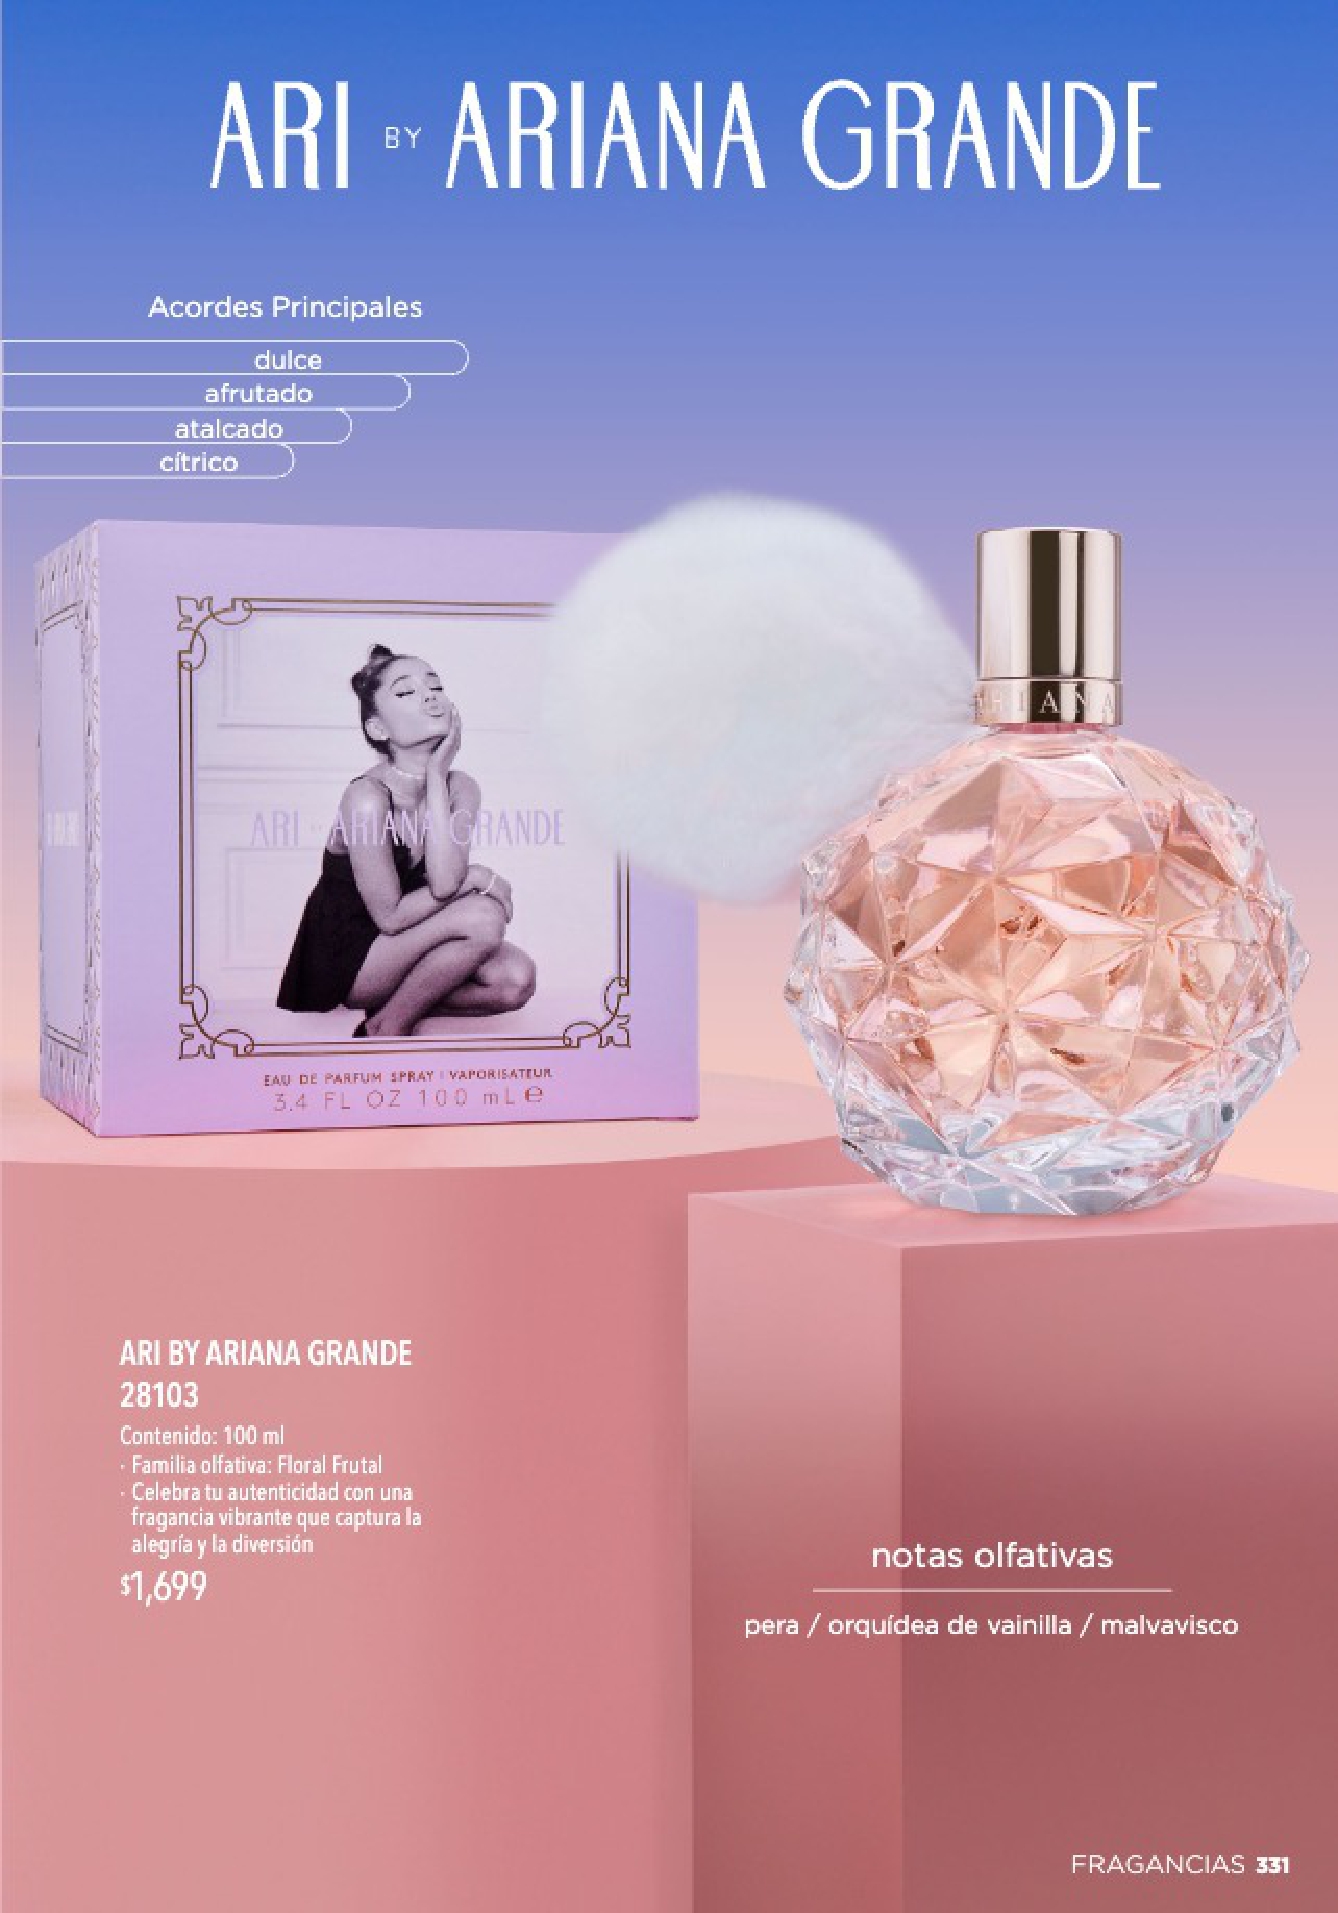 ARI BY ARIANA GRANDE
Acordes Principales
dulce
afrutado
atalcado
cítrico
ARIANA
ARI BY ARIANA GRANDE
EAU DE PARFUM SPRAY | VAPORISATEUR
3.4 FL OZ 100 mL ℮
ARI BY ARIANA GRANDE
28103
Contenido: 100 ml
· Familia olfativa: Floral Frutal
· Celebra tu autenticidad con una
fragancia vibrante que captura la
alegría y la diversión
$1,699
notas olfativas
pera / orquídea de vainilla / malvavisco
FRAGANCIAS 331